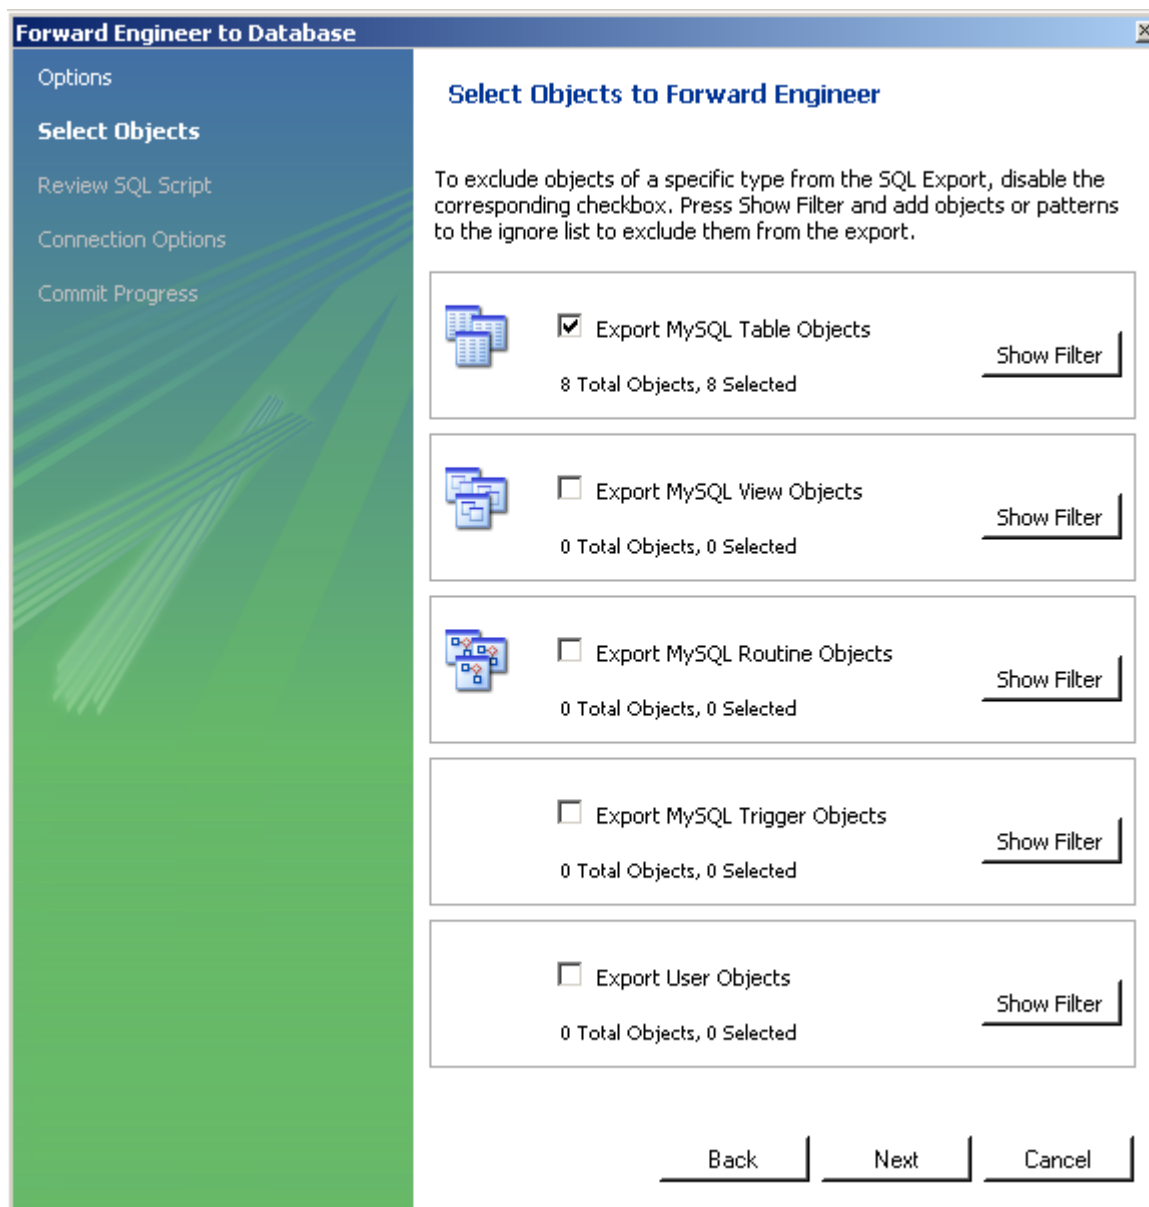 Forward Engineer to Database
Options
Select Objects
Review SQL Script
Connection Options
Commit Progress
Select Objects to Forward Engineer
To exclude objects of a specific type from the SQL Export, disable the
corresponding checkbox. Press Show Filter and add objects or patterns
to the ignore list to exclude them from the export.
Export MySQL Table Objects
Show Filter
8 Total Objects, 8 Selected
Export MySQL View Objects
Show Filter
0 Total Objects, 0 Selected
Export MySQL Routine Objects
Show Filter
0 Total Objects, 0 Selected
Export MySQL Trigger Objects
Show Filter
0 Total Objects, 0 Selected
Export User Objects
Show Filter
0 Total Objects, 0 Selected
Back
Next
Cancel